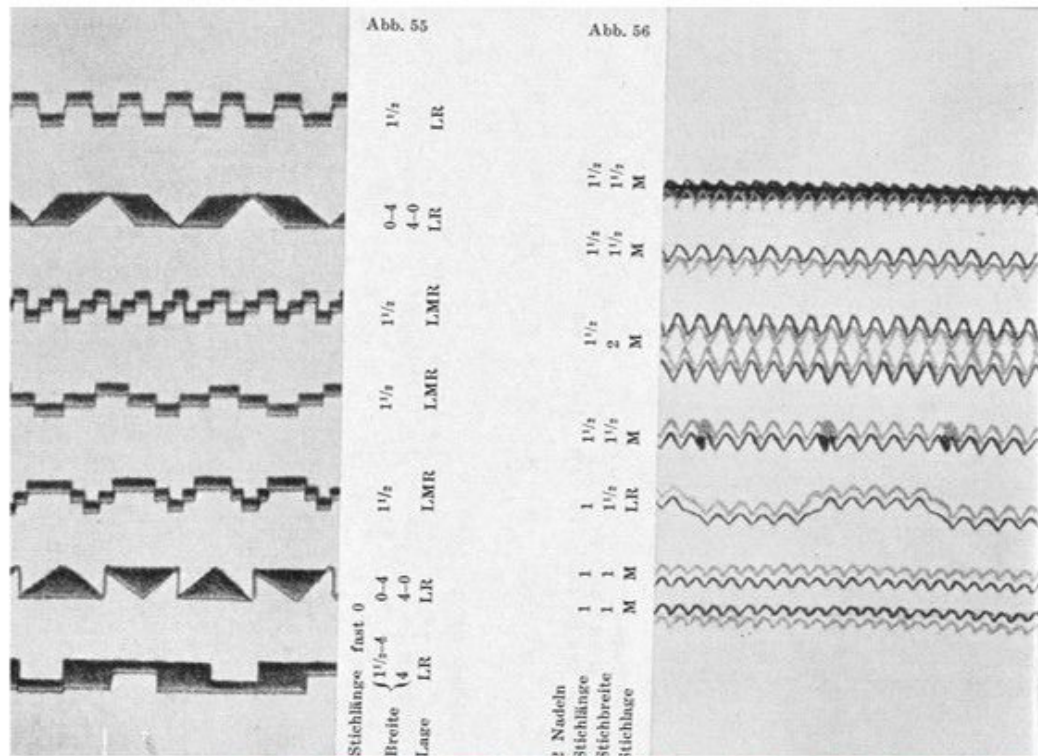 Abb. 55
Stichlänge fast 0
Breite { 1¹/₂–4 0–4 1¹/₂ 1¹/₂ 1¹/₂ 0–4 1¹/₂
4 4–0 4–0
Lage LR LR LMR LMR LMR LR LR
Abb. 56
2 Nadeln
Stichlänge 1 1 1 1¹/₂ 1¹/₂ 1¹/₂ 1¹/₂
Stichbreite 1 1 1¹/₂ 1¹/₂ 2 1¹/₂ 1¹/₂
Stichlage M M LR M M M M